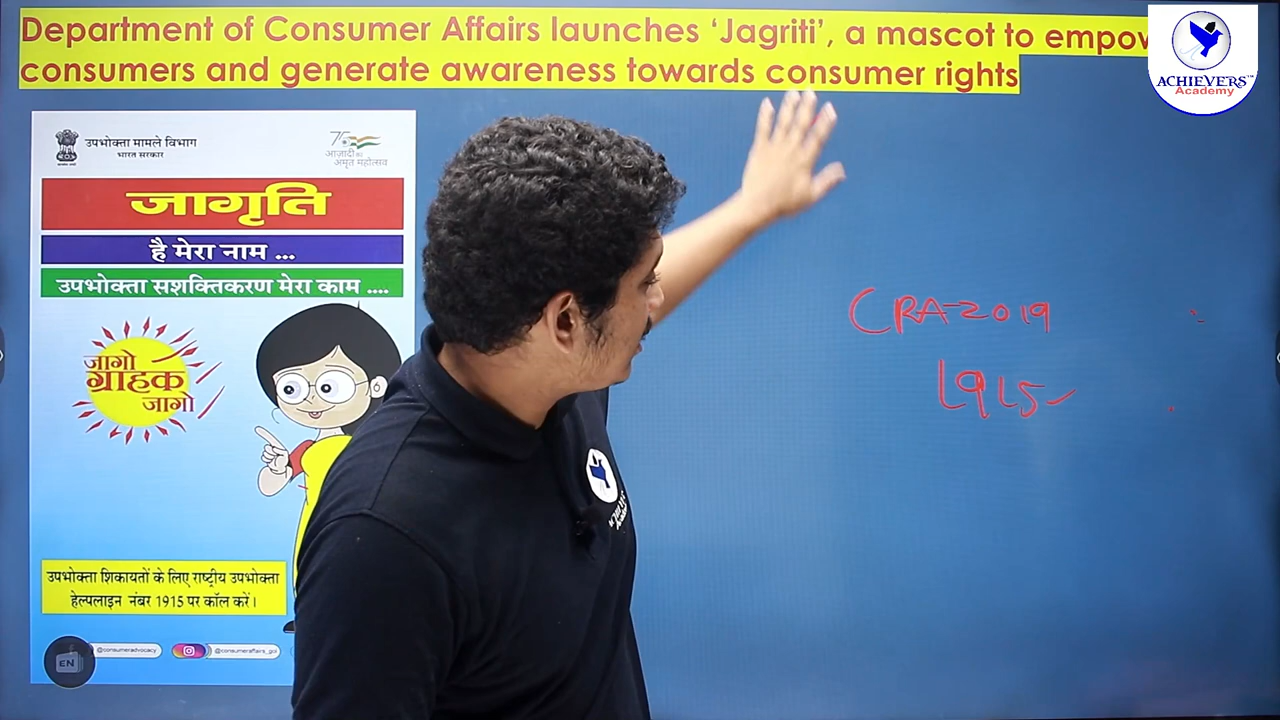 Department of Consumer Affairs launches ‘Jagriti’, a mascot to
consumers and generate awareness towards consumer rights
ACHIEVERS™
Academy
उपभोक्ता मामले विभाग
भारत सरकार
75
आज़ादी का
अमृत महोत्सव
जागृति
है मेरा नाम ...
उपभोक्ता सशक्तिकरण मेरा काम ....
जागो
ग्राहक
जागो
CRA-2019
1915
उपभोक्ता शिकायतों के लिए राष्ट्रीय उपभोक्ता
हेल्पलाइन नंबर 1915 पर कॉल करें।
EN
@consumeradvocacy
@consumeraffairs_goi